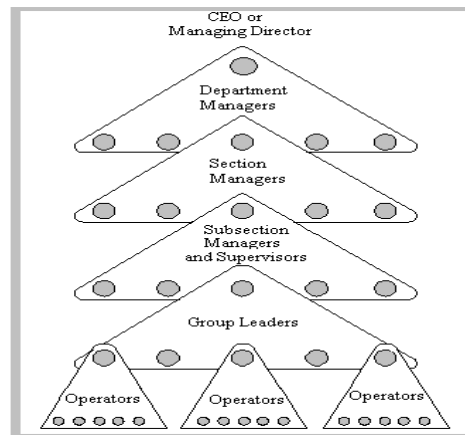 CEO or
Managing Director
Department
Managers
Section
Managers
Subsection
Managers
and Supervisors
Group Leaders
Operators
Operators
Operators